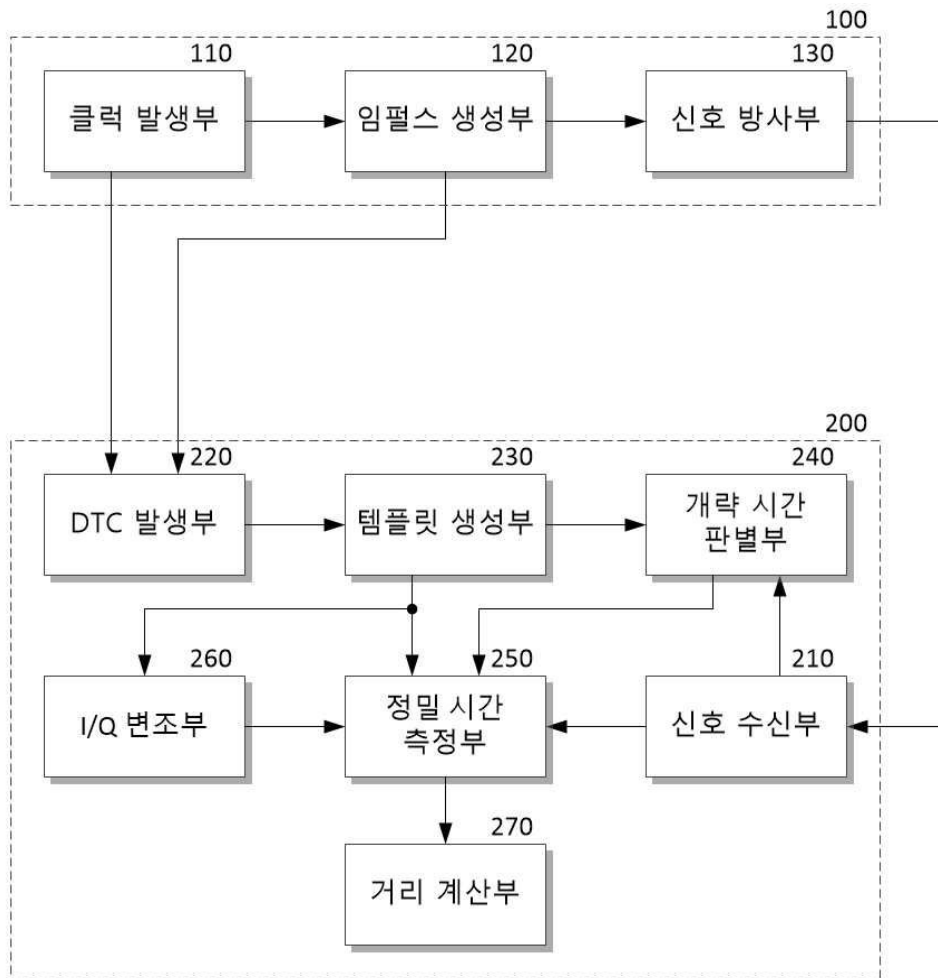 100
110
120
130
클럭 발생부
임펄스 생성부
신호 방사부
200
220
230
240
DTC 발생부
템플릿 생성부
개략 시간
판별부
260
250
210
I/Q 변조부
정밀 시간
측정부
신호 수신부
270
거리 계산부